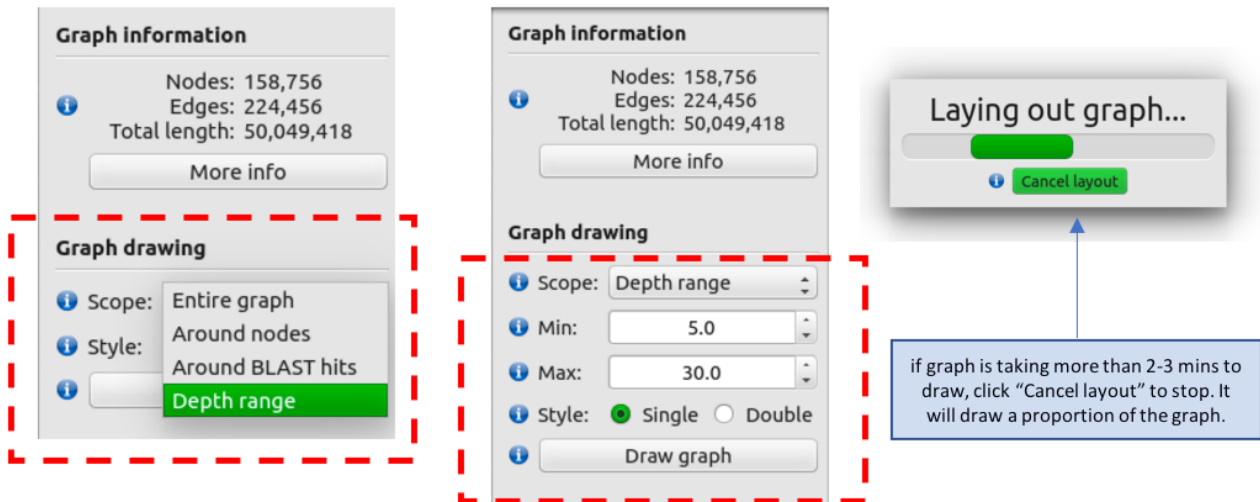 Graph information
Nodes: 158,756
Edges: 224,456
Total length: 50,049,418
More info
Graph drawing
Scope:
Entire graph
Around nodes
Around BLAST hits
Depth range
Style:
Graph information
Nodes: 158,756
Edges: 224,456
Total length: 50,049,418
More info
Graph drawing
Scope: Depth range
Min: 5.0
Max: 30.0
Style: Single Double
Draw graph
Laying out graph...
Cancel layout
if graph is taking more than 2-3 mins to
draw, click “Cancel layout” to stop. It
will draw a proportion of the graph.